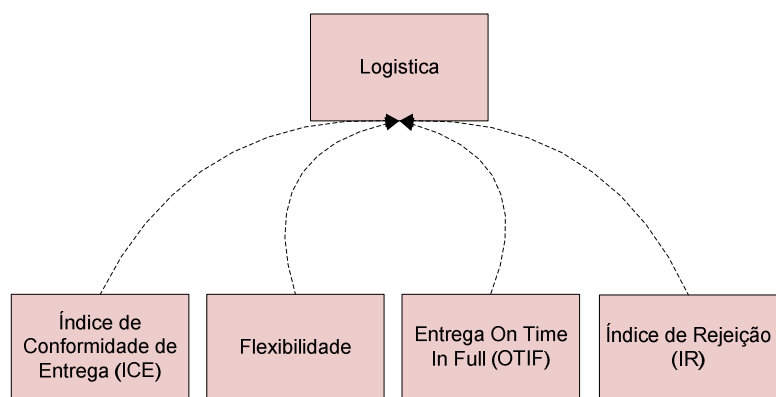 Logistica
Índice de
Conformidade de
Entrega (ICE)
Flexibilidade
Entrega On Time
In Full (OTIF)
Índice de Rejeição
(IR)